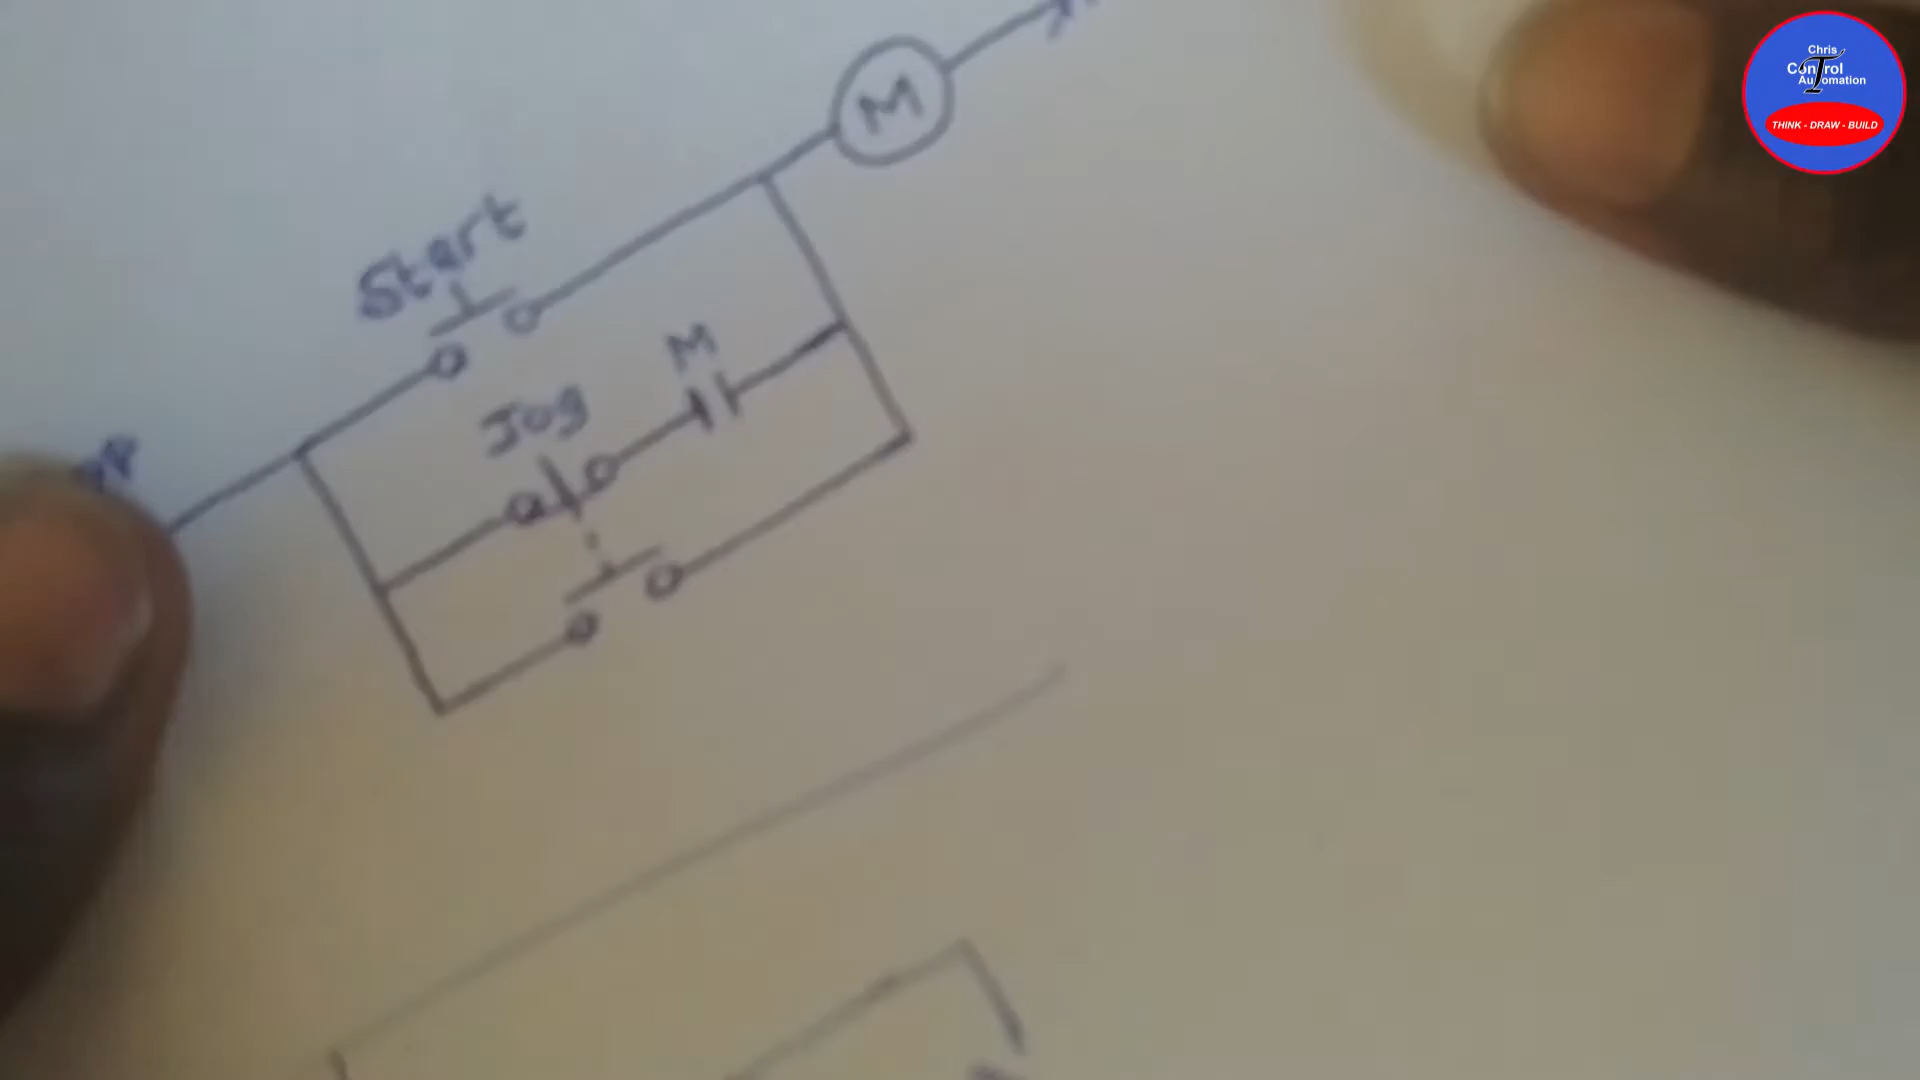 Chris
Control
Automation
THINK - DRAW - BUILD
M
Start
M
Jog